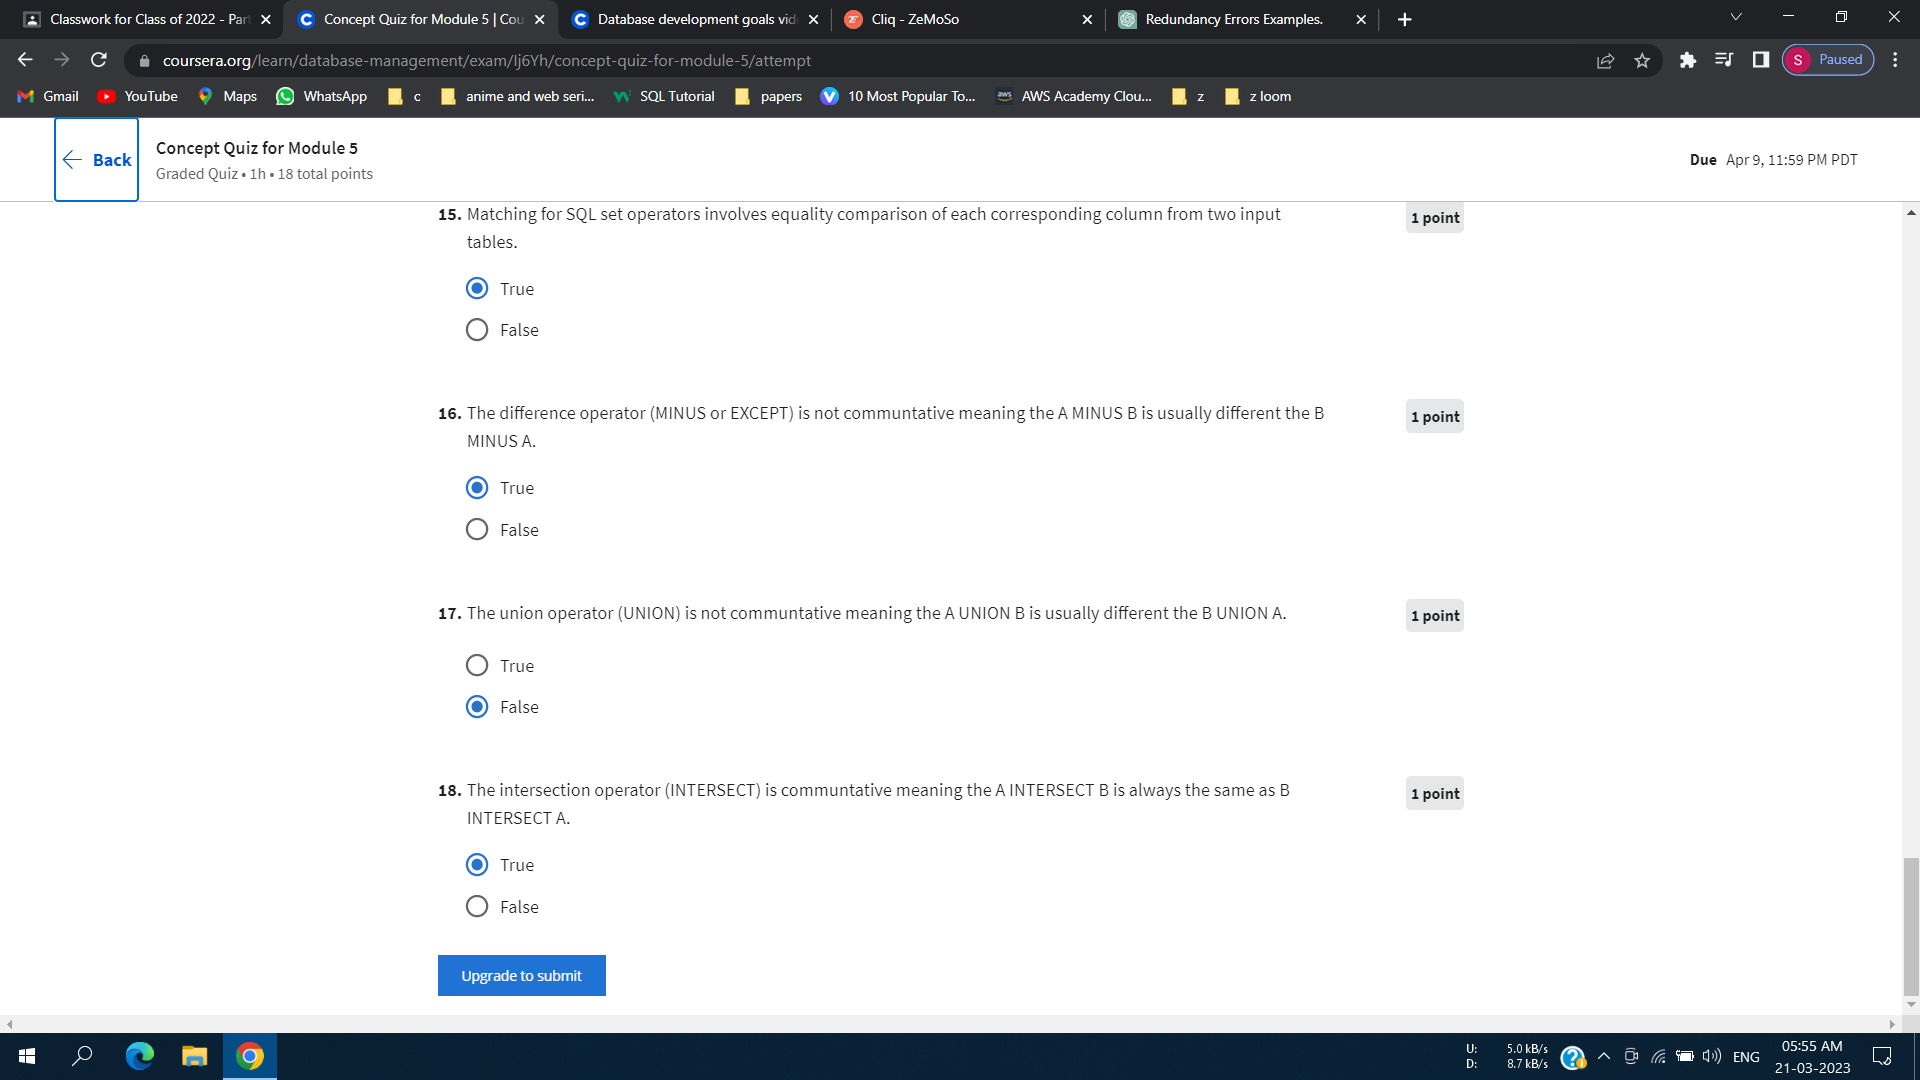 Classwork for Class of 2022 - Part
Concept Quiz for Module 5 | Cou
Database development goals vid
Cliq - ZeMoSo
Redundancy Errors Examples.
coursera.org/learn/database-management/exam/Ij6Yh/concept-quiz-for-module-5/attempt
S Paused
Gmail YouTube Maps WhatsApp c anime and web seri... SQL Tutorial papers 10 Most Popular To... AWS Academy Clou... z z loom
Back
Concept Quiz for Module 5
Graded Quiz • 1h • 18 total points
Due Apr 9, 11:59 PM PDT
15. Matching for SQL set operators involves equality comparison of each corresponding column from two input
tables.
1 point
True
False
16. The difference operator (MINUS or EXCEPT) is not communtative meaning the A MINUS B is usually different the B
MINUS A.
1 point
True
False
17. The union operator (UNION) is not communtative meaning the A UNION B is usually different the B UNION A.
1 point
True
False
18. The intersection operator (INTERSECT) is communtative meaning the A INTERSECT B is always the same as B
INTERSECT A.
1 point
True
False
Upgrade to submit
U: 5.0 kB/s
D: 8.7 kB/s
ENG
05:55 AM
21-03-2023